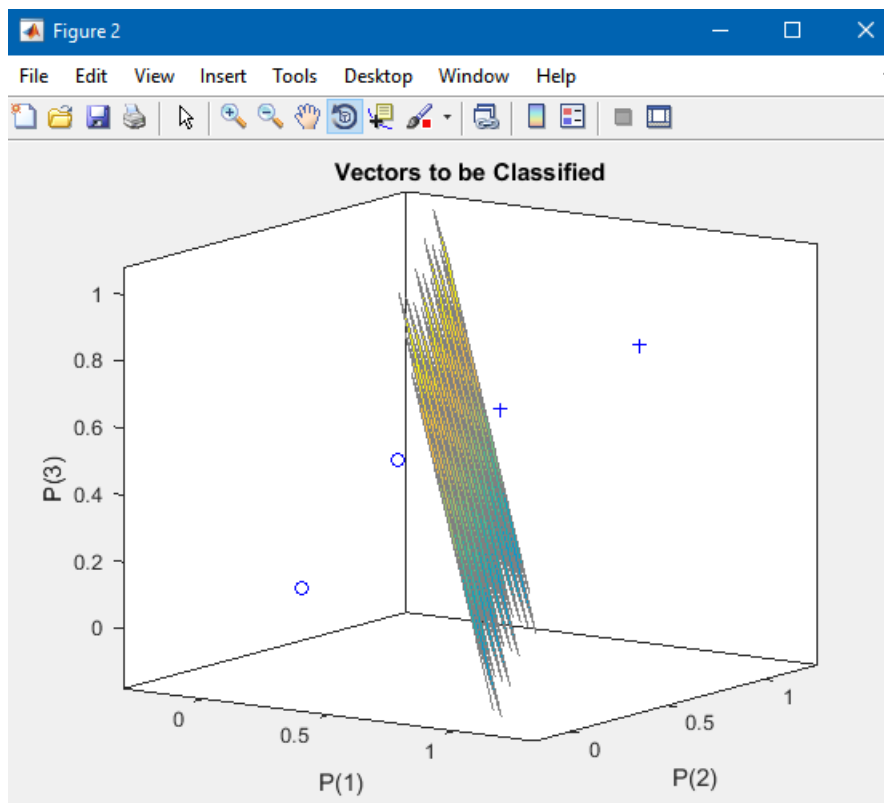 Figure 2
File Edit View Insert Tools Desktop Window Help
Vectors to be Classified
1
0.8
0.6
0.4
0.2
0
P(3)
0
0.5
1
P(1)
0
0.5
1
P(2)